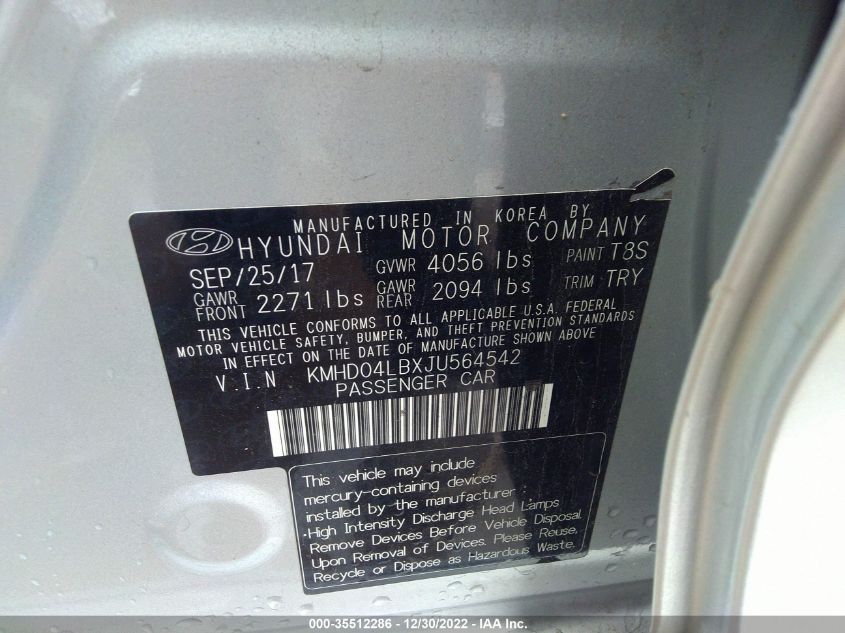 MANUFACTURED IN KOREA BY
HYUNDAI MOTOR COMPANY
SEP/25/17 GVWR 4056 lbs PAINT T8S
GAWR FRONT 2271 lbs GAWR REAR 2094 lbs TRIM TRY
THIS VEHICLE CONFORMS TO ALL APPLICABLE U.S.A. FEDERAL
MOTOR VEHICLE SAFETY, BUMPER, AND THEFT PREVENTION STANDARDS
IN EFFECT ON THE DATE OF MANUFACTURE SHOWN ABOVE
V.I.N KMHD04LBXJU564542
PASSENGER CAR
This vehicle may include
mercury-containing devices
installed by the manufacturer :
·High Intensity Discharge Head Lamps
Remove Devices Before Vehicle Disposal.
Upon Removal of Devices. Please Reuse,
Recycle or Dispose as Hazardous Waste.
000-35512286 - 12/30/2022 - IAA Inc.